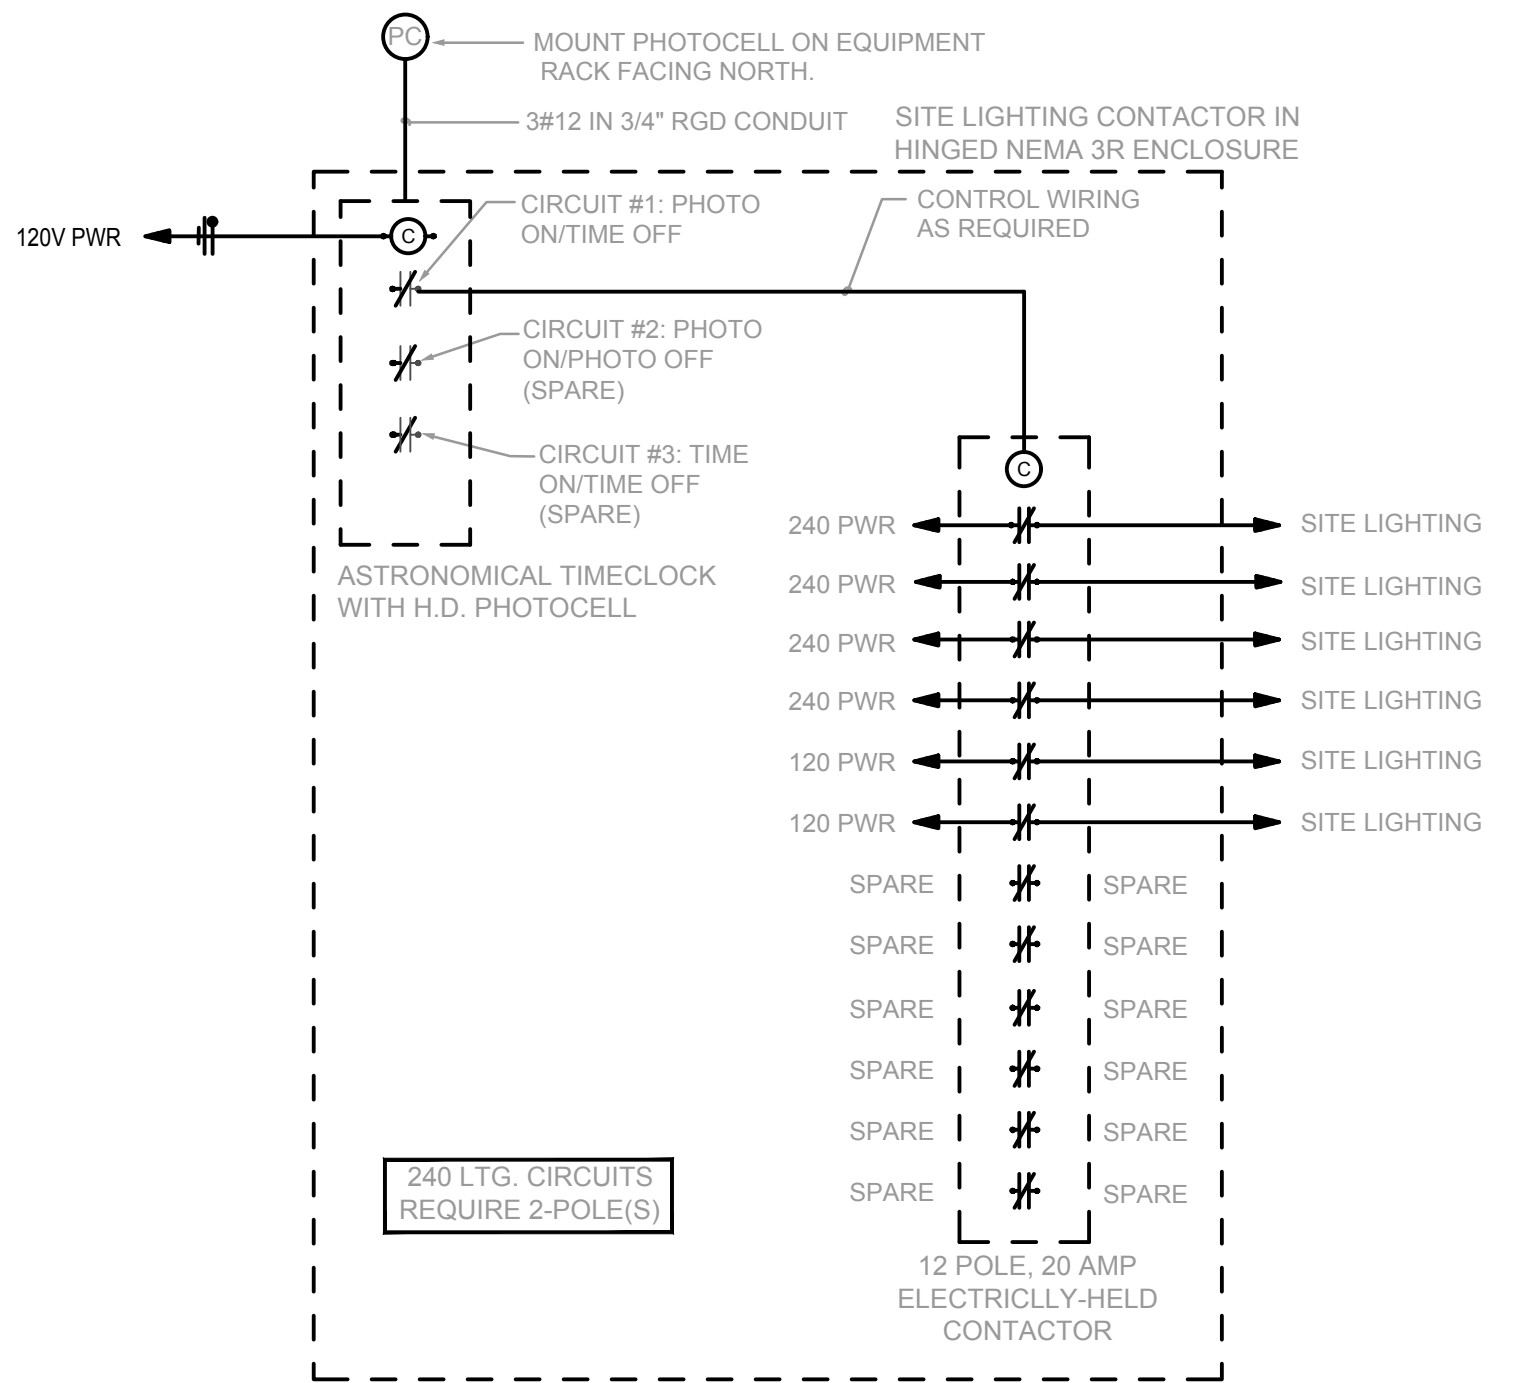 PC
MOUNT PHOTOCELL ON EQUIPMENT
RACK FACING NORTH.
3#12 IN 3/4" RGD CONDUIT
SITE LIGHTING CONTACTOR IN
HINGED NEMA 3R ENCLOSURE
120V PWR
C
CIRCUIT #1: PHOTO
ON/TIME OFF
CONTROL WIRING
AS REQUIRED
CIRCUIT #2: PHOTO
ON/PHOTO OFF
(SPARE)
CIRCUIT #3: TIME
ON/TIME OFF
(SPARE)
ASTRONOMICAL TIMECLOCK
WITH H.D. PHOTOCELL
C
240 PWR SITE LIGHTING
240 PWR SITE LIGHTING
240 PWR SITE LIGHTING
240 PWR SITE LIGHTING
120 PWR SITE LIGHTING
120 PWR SITE LIGHTING
SPARE SPARE
SPARE SPARE
SPARE SPARE
SPARE SPARE
SPARE SPARE
SPARE SPARE
240 LTG. CIRCUITS
REQUIRE 2-POLE(S)
12 POLE, 20 AMP
ELECTRICLLY-HELD
CONTACTOR